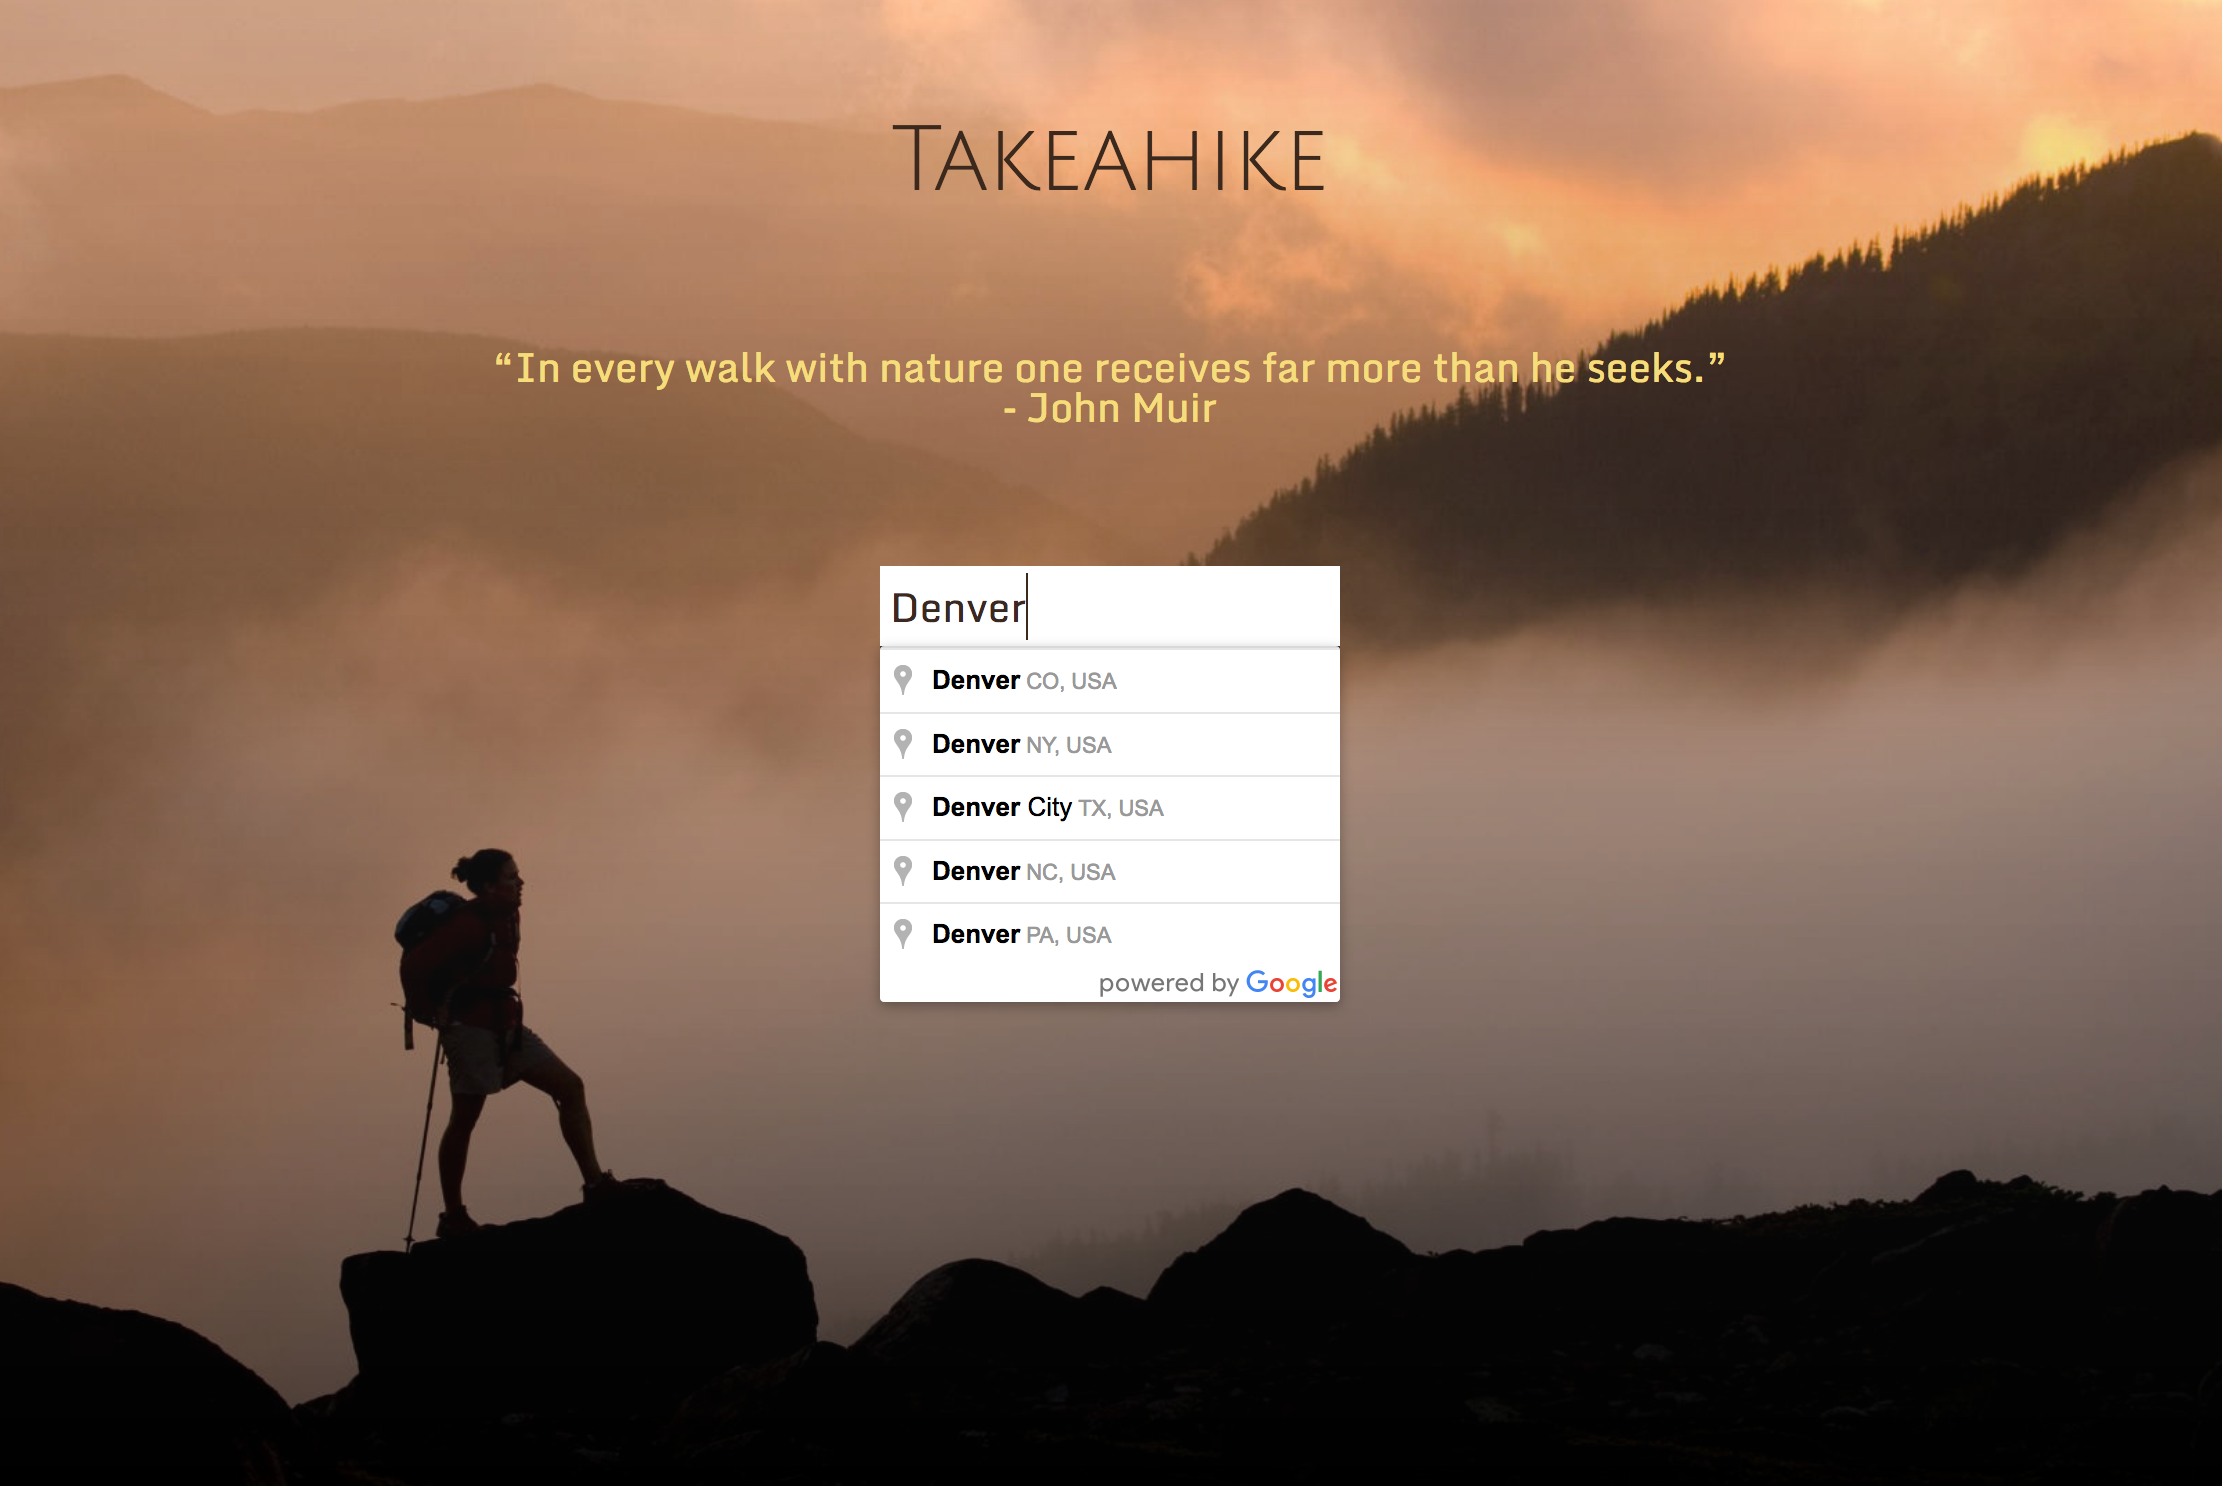 TAKEAHIKE
“In every walk with nature one receives far more than he seeks.”
- John Muir
Denver
Denver CO, USA
Denver NY, USA
Denver City TX, USA
Denver NC, USA
Denver PA, USA
powered by Google